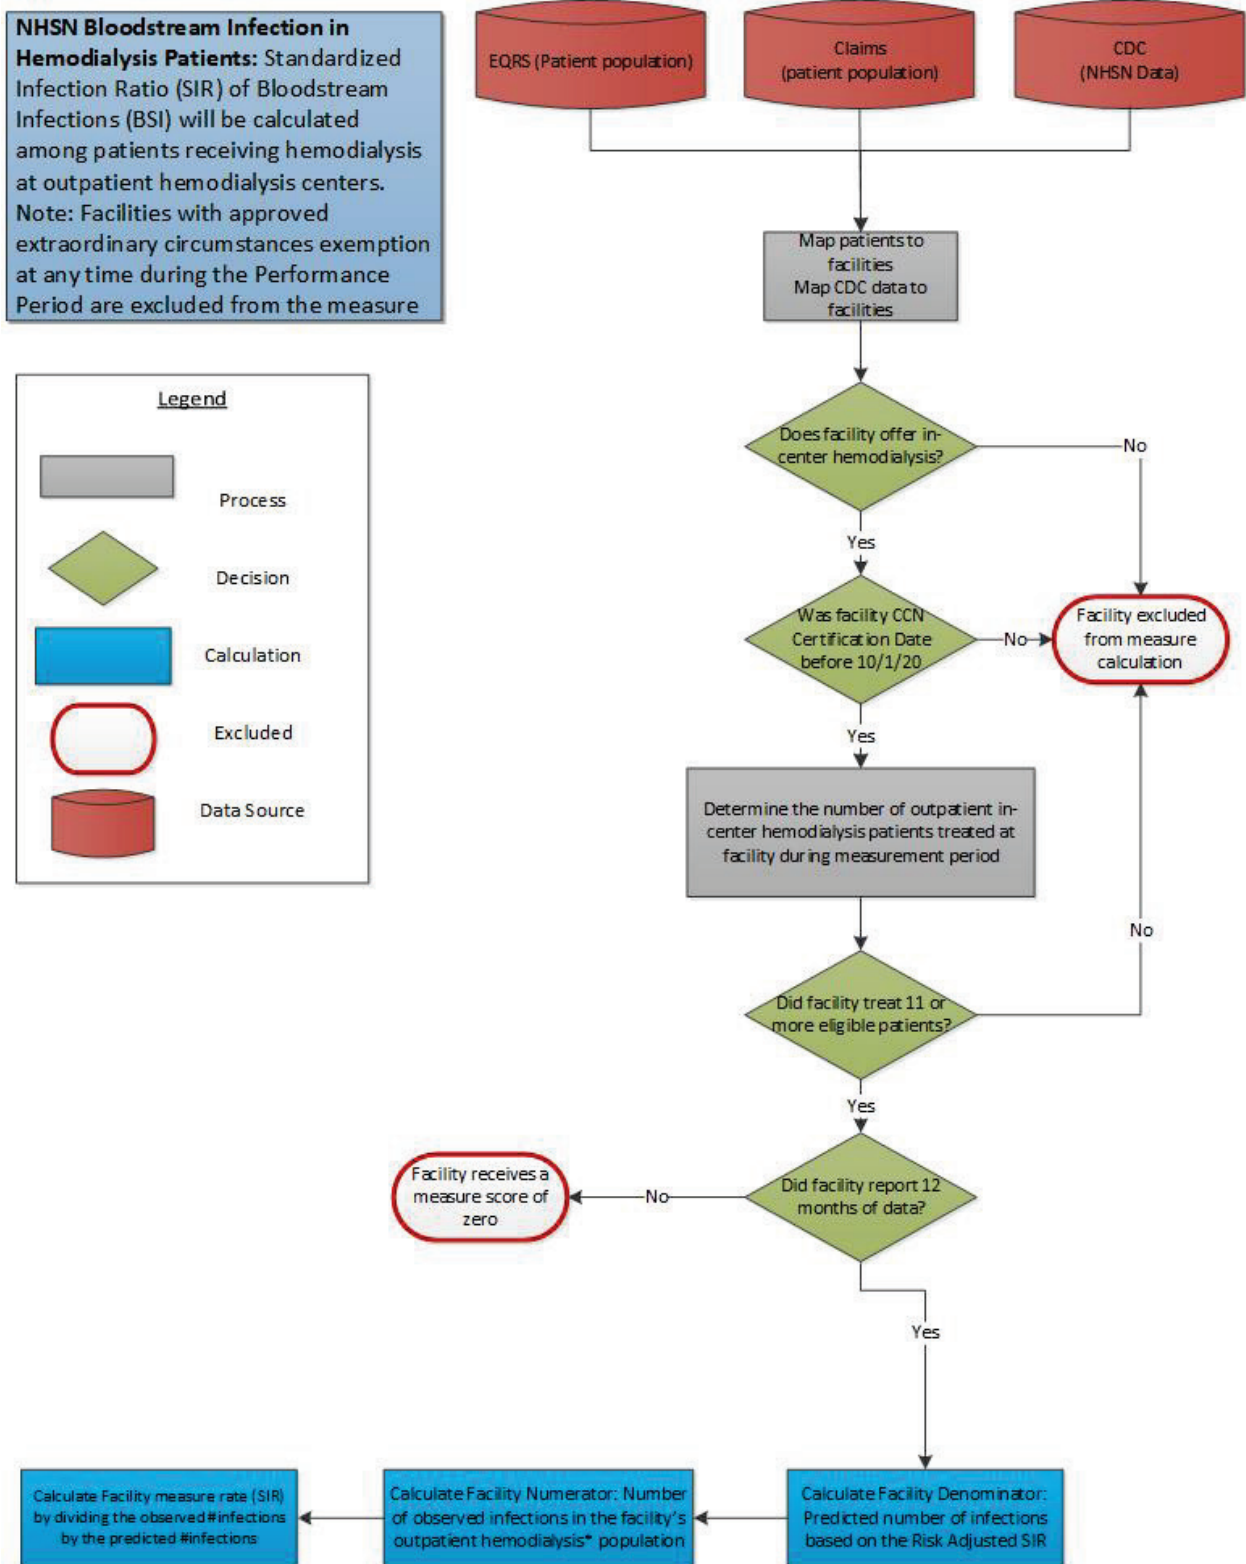 NHSN Bloodstream Infection in
Hemodialysis Patients: Standardized
Infection Ratio (SIR) of Bloodstream
Infections (BSI) will be calculated
among patients receiving hemodialysis
at outpatient hemodialysis centers.
Note: Facilities with approved
extraordinary circumstances exemption
at any time during the Performance
Period are excluded from the measure
EQRS (Patient population)
Claims
(patient population)
CDC
(NHSN Data)
Map patients to
facilities
Map CDC data to
facilities
Legend
Process
Decision
Calculation
Excluded
Data Source
Does facility offer in-
center hemodialysis?
No
Yes
Was facility CCN
Certification Date
before 10/1/20
No
Facility excluded
from measure
calculation
Yes
Determine the number of outpatient in-
center hemodialysis patients treated at
facility during measurement period
No
Did facility treat 11 or
more eligible patients?
Yes
Did facility report 12
months of data?
No
Facility receives a
measure score of
zero
Yes
Calculate Facility Denominator:
Predicted number of infections
based on the Risk Adjusted SIR
Calculate Facility Numerator: Number
of observed infections in the facility's
outpatient hemodialysis* population
Calculate Facility measure rate (SIR)
by dividing the observed #infections
by the predicted #infections